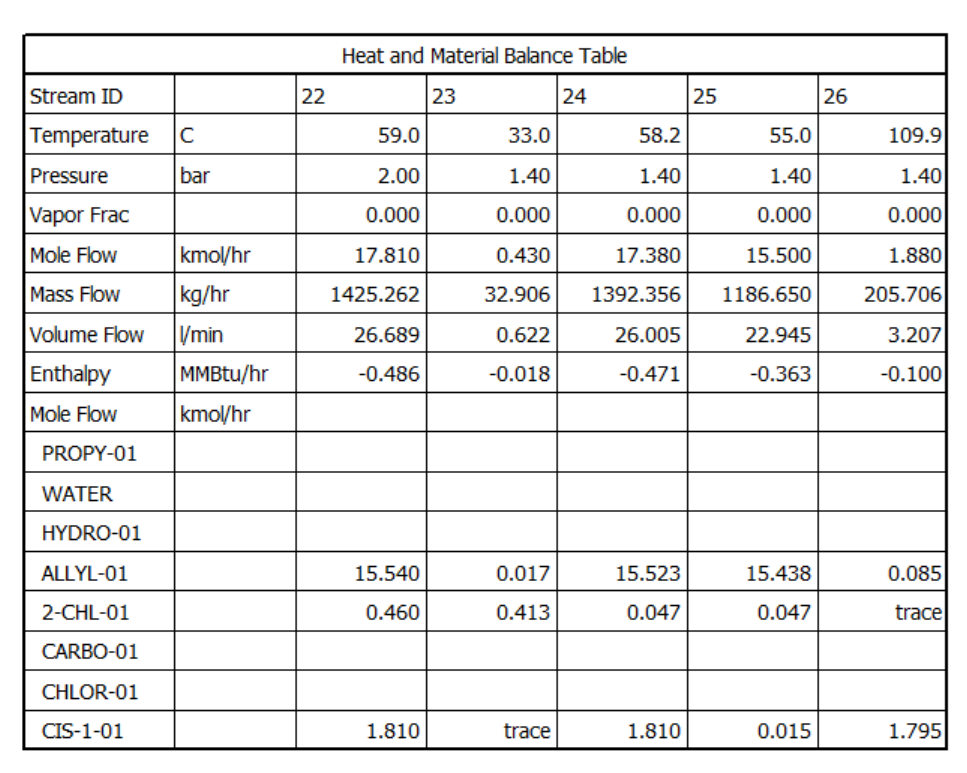 Heat and Material Balance Table
Stream ID 22 23 24 25 26
Temperature C 59.0 33.0 58.2 55.0 109.9
Pressure bar 2.00 1.40 1.40 1.40 1.40
Vapor Frac 0.000 0.000 0.000 0.000 0.000
Mole Flow kmol/hr 17.810 0.430 17.380 15.500 1.880
Mass Flow kg/hr 1425.262 32.906 1392.356 1186.650 205.706
Volume Flow l/min 26.689 0.622 26.005 22.945 3.207
Enthalpy MMBtu/hr -0.486 -0.018 -0.471 -0.363 -0.100
Mole Flow kmol/hr
PROPY-01
WATER
HYDRO-01
ALLYL-01 15.540 0.017 15.523 15.438 0.085
2-CHL-01 0.460 0.413 0.047 0.047 trace
CARBO-01
CHLOR-01
CIS-1-01 1.810 trace 1.810 0.015 1.795